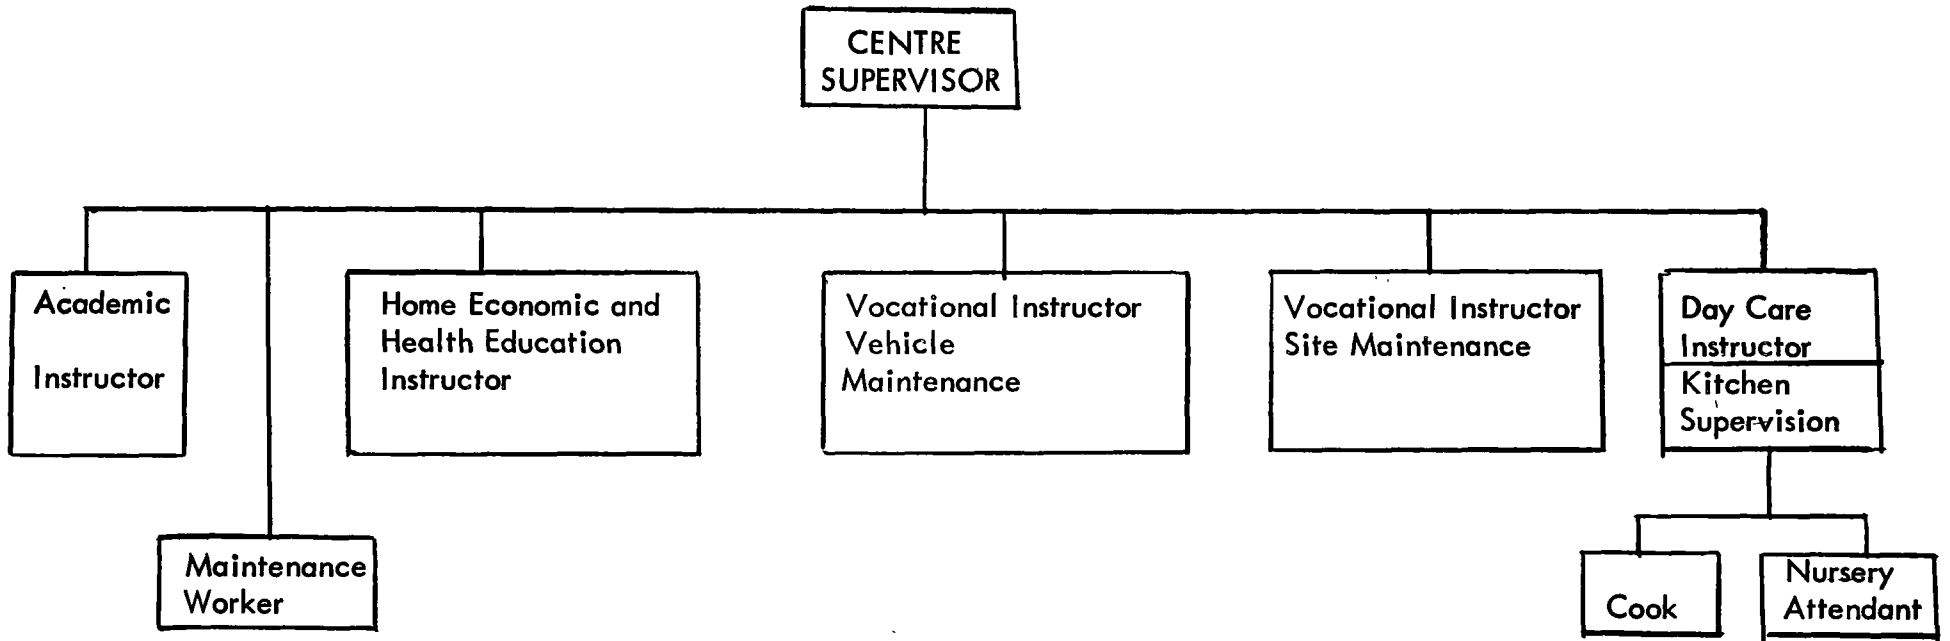 CENTRE
SUPERVISOR
Academic
Instructor
Home Economic and
Health Education
Instructor
Vocational Instructor
Vehicle
Maintenance
Vocational Instructor
Site Maintenance
Day Care
Instructor
Kitchen
Supervision
Maintenance
Worker
Cook
Nursery
Attendant